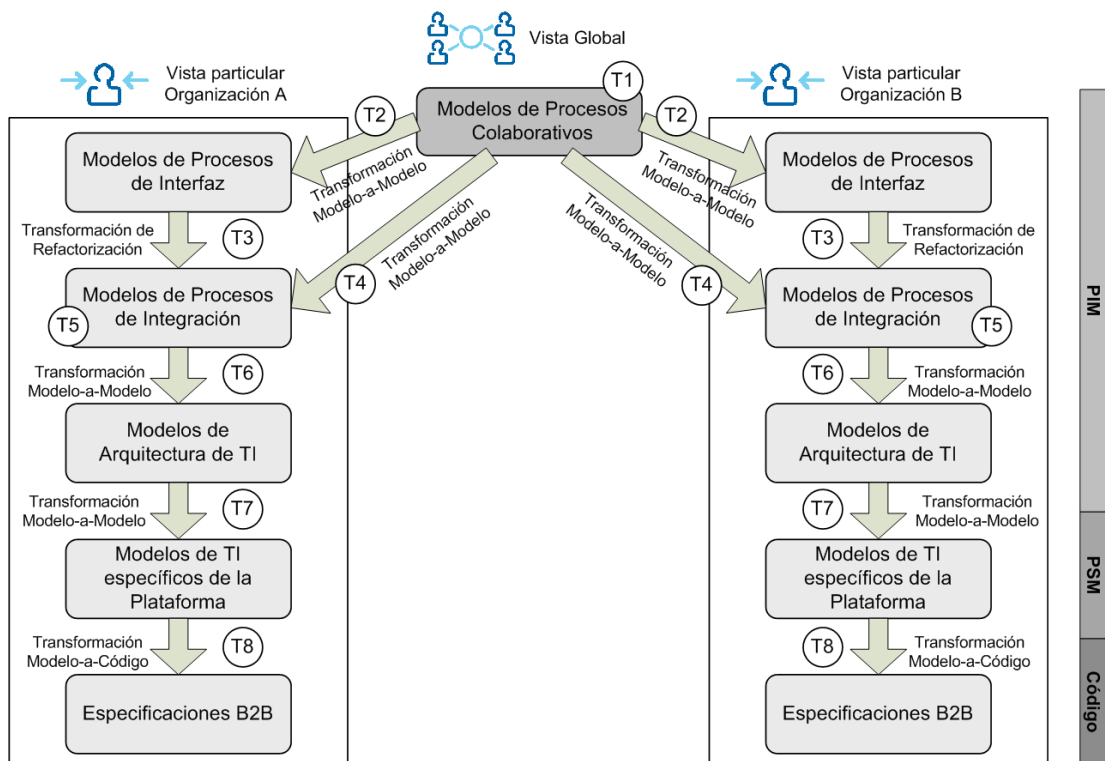 Vista Global
Vista particular
Organización A
Vista particular
Organización B
T1
Modelos de Procesos
Colaborativos
T2
T2
Transformación
Modelo-a-Modelo
Transformación
Modelo-a-Modelo
Modelos de Procesos
de Interfaz
Modelos de Procesos
de Interfaz
Transformación de
Refactorización
T3
T3
Transformación de
Refactorización
Transformación
Modelo-a-Modelo
T4
Transformación
Modelo-a-Modelo
T4
Modelos de Procesos
de Integración
T5
Modelos de Procesos
de Integración
T5
Transformación
Modelo-a-Modelo
T6
T6
Transformación
Modelo-a-Modelo
Modelos de
Arquitectura de TI
Modelos de
Arquitectura de TI
Transformación
Modelo-a-Modelo
T7
T7
Transformación
Modelo-a-Modelo
Modelos de TI
específicos de la
Plataforma
Modelos de TI
específicos de la
Plataforma
Transformación
Modelo-a-Código
T8
T8
Transformación
Modelo-a-Código
Especificaciones B2B
Especificaciones B2B
PIM
PSM
Código